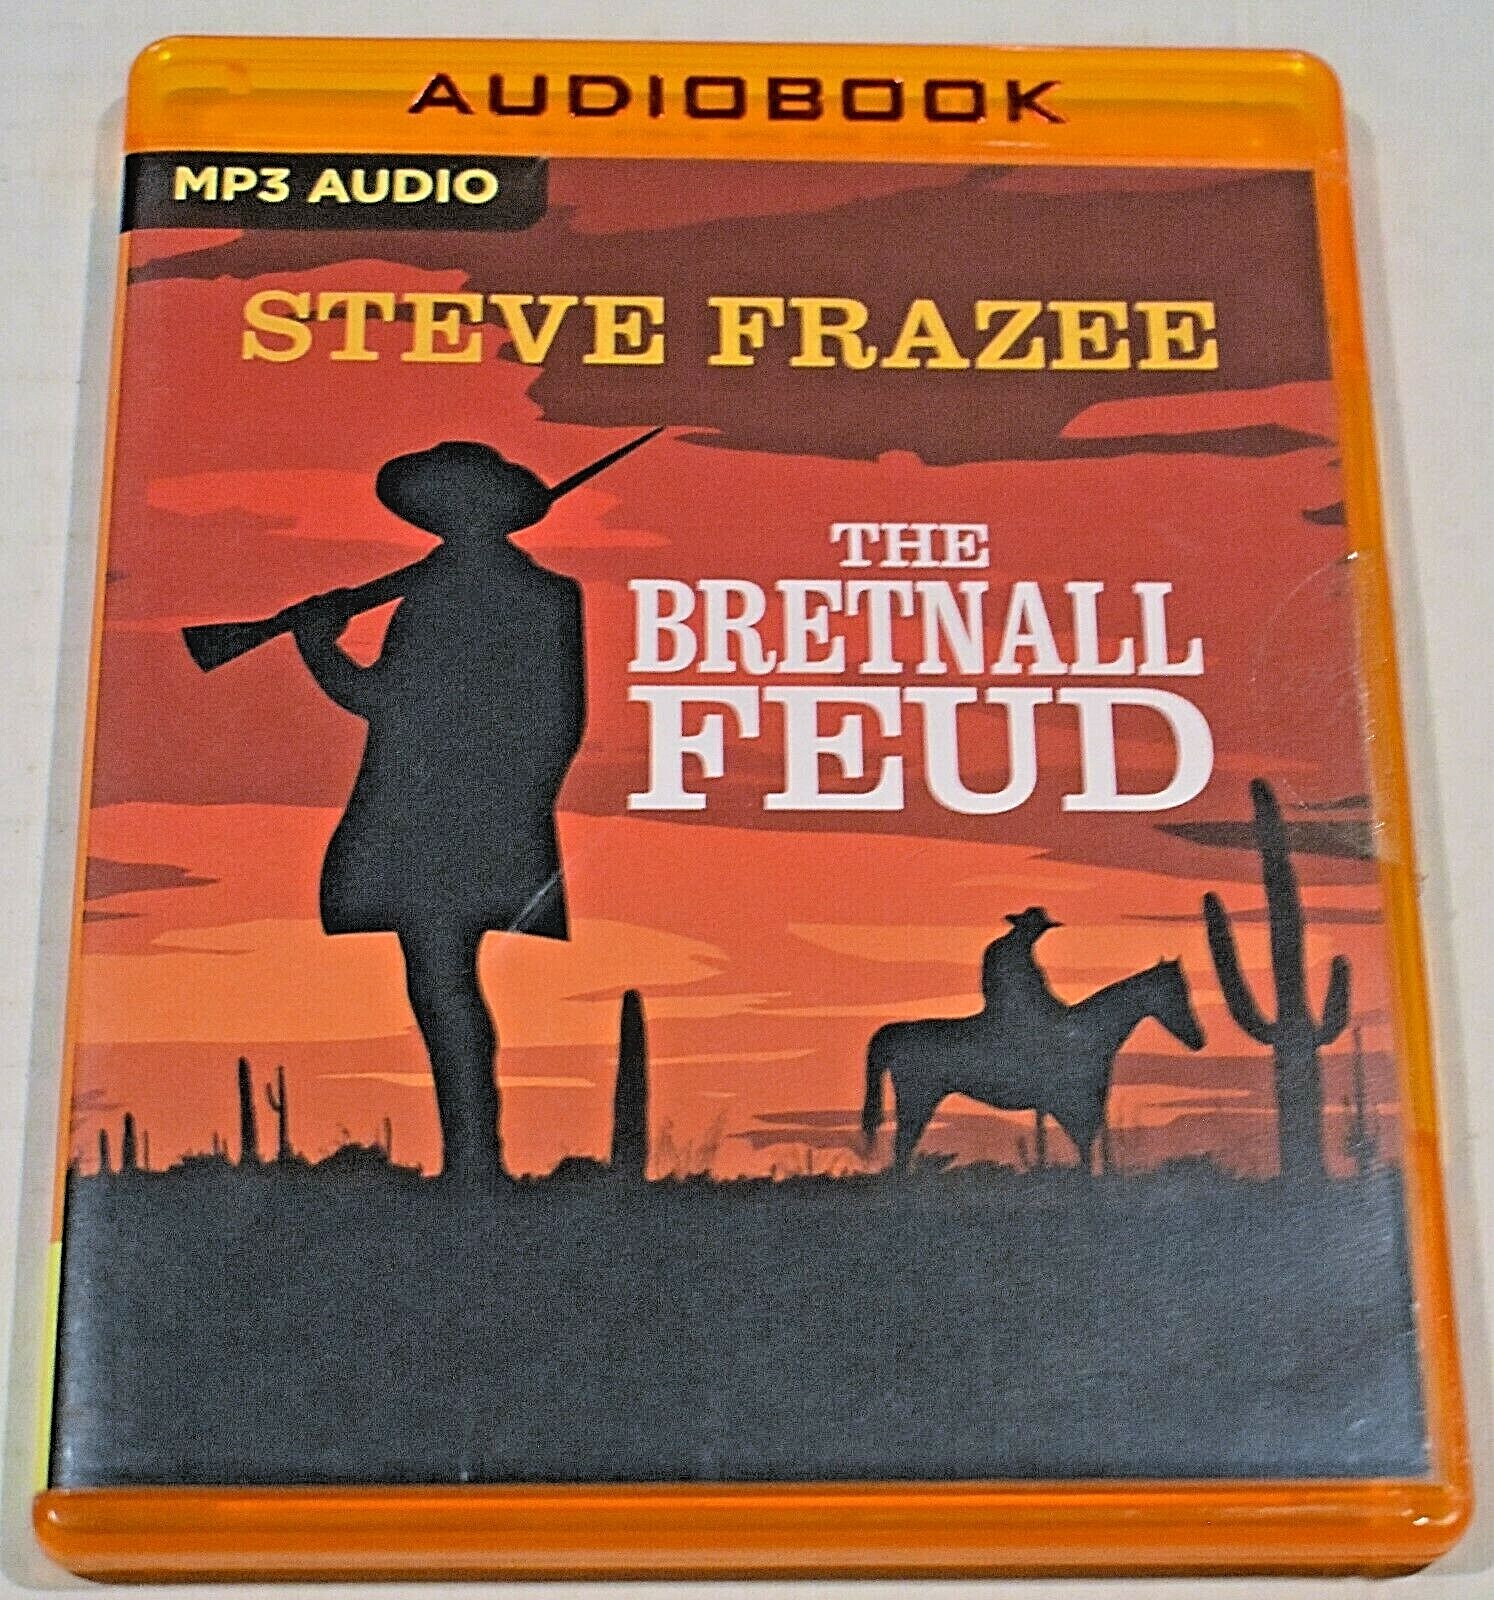 AUDIOBOOK
MP3 AUDIO
STEVE FRAZEE
THE
BRETNALL
FEUD